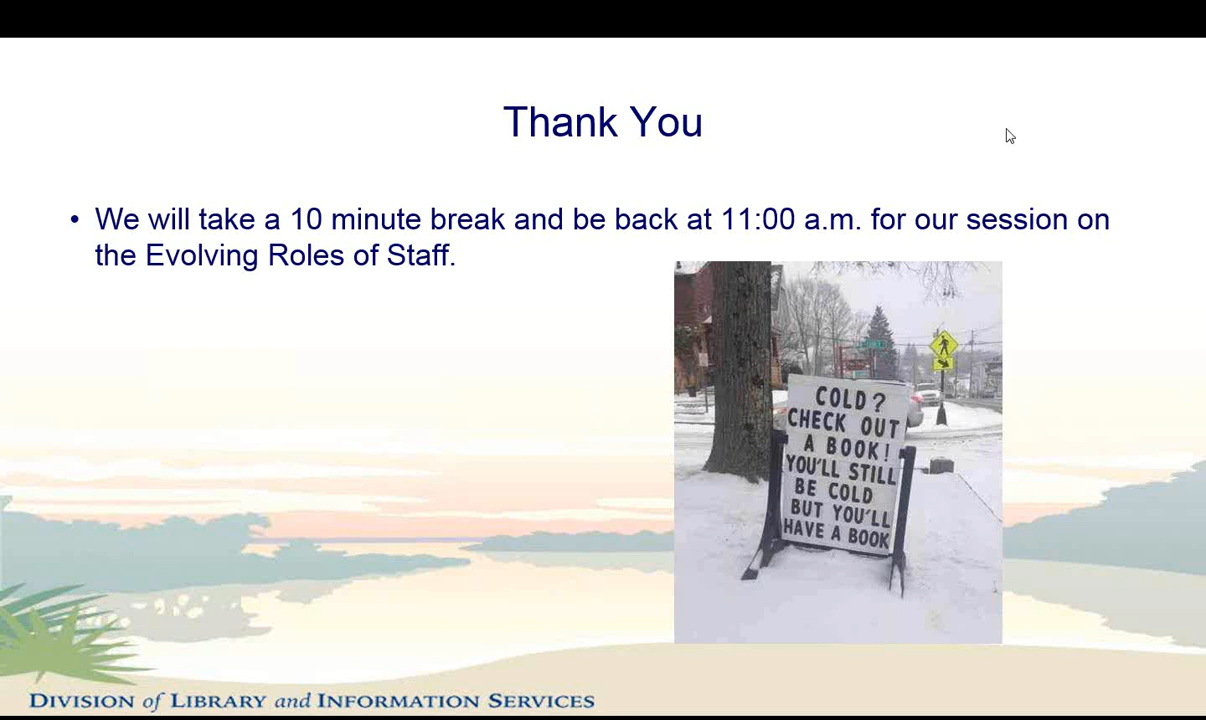 Thank You
• We will take a 10 minute break and be back at 11:00 a.m. for our session on
the Evolving Roles of Staff.
COLD?
CHECK OUT
A BOOK!
YOU'LL STILL
BE COLD
BUT YOU'LL
HAVE A BOOK
DIVISION of LIBRARY and INFORMATION SERVICES